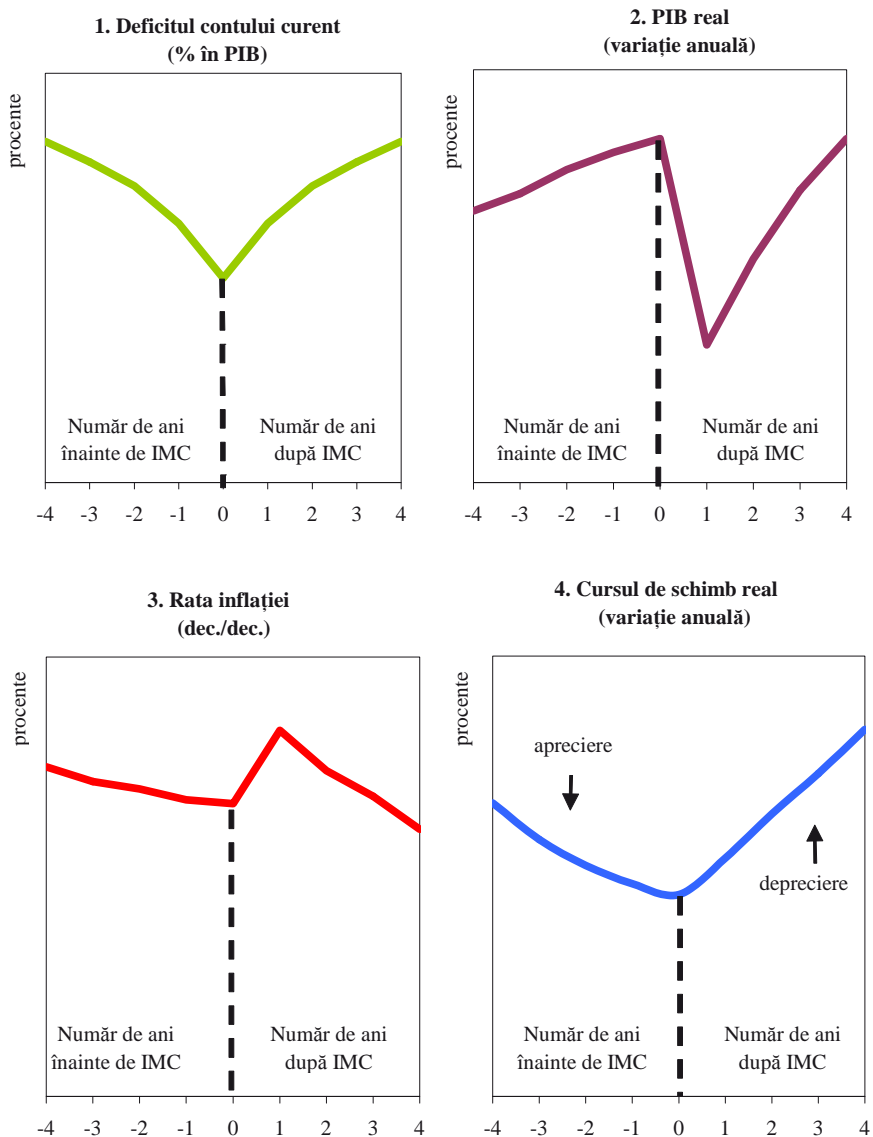 1. Deficitul contului curent
(% în PIB)
procente
Număr de ani
înainte de IMC
Număr de ani
după IMC
-4 -3 -2 -1 0 1 2 3 4
2. PIB real
(variație anuală)
procente
Număr de ani
înainte de IMC
Număr de ani
după IMC
-4 -3 -2 -1 0 1 2 3 4
3. Rata inflației
(dec./dec.)
procente
Număr de ani
înainte de IMC
Număr de ani
după IMC
-4 -3 -2 -1 0 1 2 3 4
4. Cursul de schimb real
(variație anuală)
procente
apreciere
depreciere
Număr de ani
înainte de IMC
Număr de ani
după IMC
-4 -3 -2 -1 0 1 2 3 4